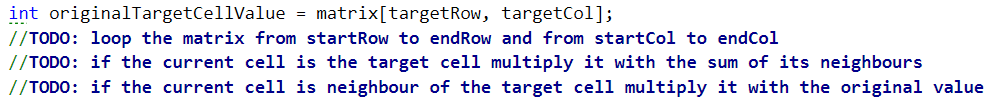 int originalTargetCellValue = matrix[targetRow, targetCol];
//TODO: loop the matrix from startRow to endRow and from startCol to endCol
//TODO: if the current cell is the target cell multiply it with the sum of its neighbours
//TODO: if the current cell is neighbour of the target cell multiply it with the original value